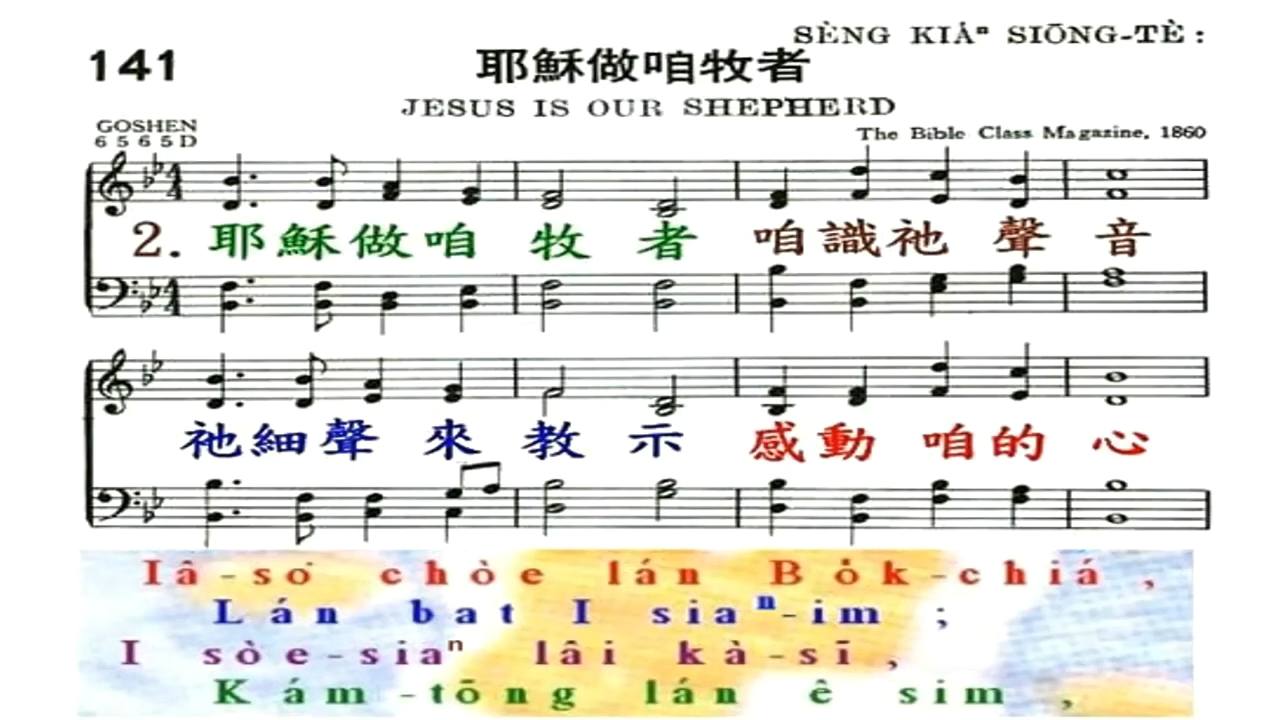 SÈNG KIÁⁿ SIŌNG-TÈ:
141 耶穌做咱牧者
JESUS IS OUR SHEPHERD
GOSHEN
6 5 6 5 D
The Bible Class Magazine, 1860
2. 耶穌做咱 牧 者 咱識祂 聲 音
祂細聲 來 教 示 感動 咱的 心
Iâ-so͘ chòe lán Bo̍k-chiá,
Lán bat I siaⁿ-im;
I sòe-siaⁿ lâi kà-sī,
Kám-tōng lán ê sim,